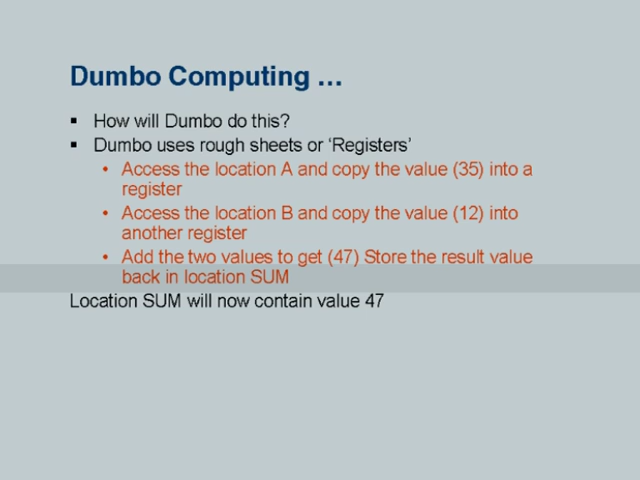 Dumbo Computing …
▪ How will Dumbo do this?
▪ Dumbo uses rough sheets or ‘Registers’
• Access the location A and copy the value (35) into a
register
• Access the location B and copy the value (12) into
another register
• Add the two values to get (47) Store the result value
back in location SUM
Location SUM will now contain value 47